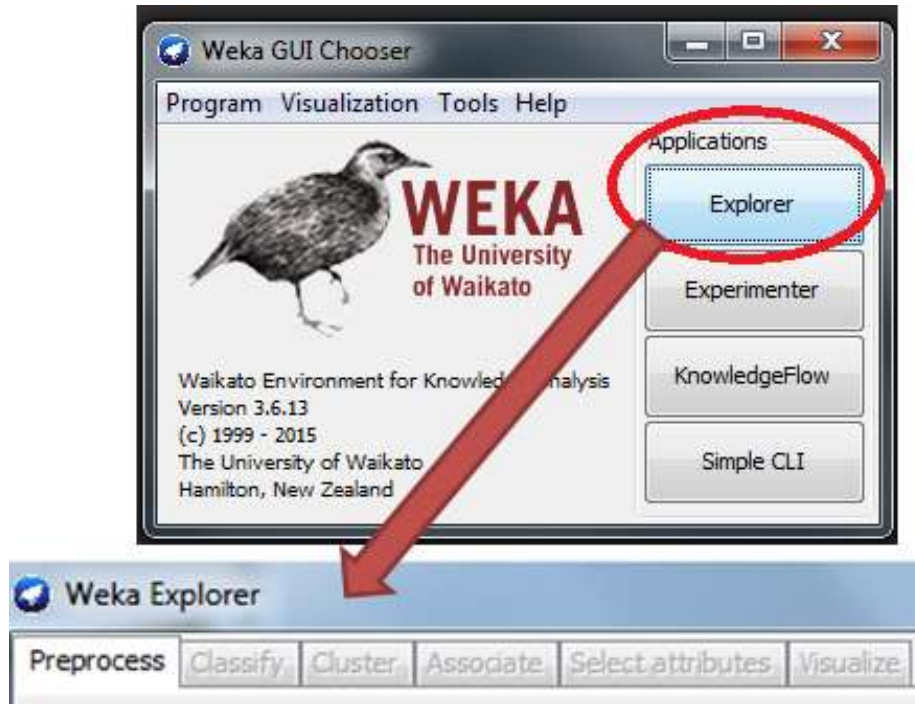 Weka GUI Chooser
Program Visualization Tools Help
Applications
WEKA
The University
of Waikato
Explorer
Experimenter
KnowledgeFlow
Simple CLI
Waikato Environment for Knowledge nalysis
Version 3.6.13
(c) 1999 - 2015
The University of Waikato
Hamilton, New Zealand
Weka Explorer
Preprocess Classify Cluster Associate Select attributes Visualize